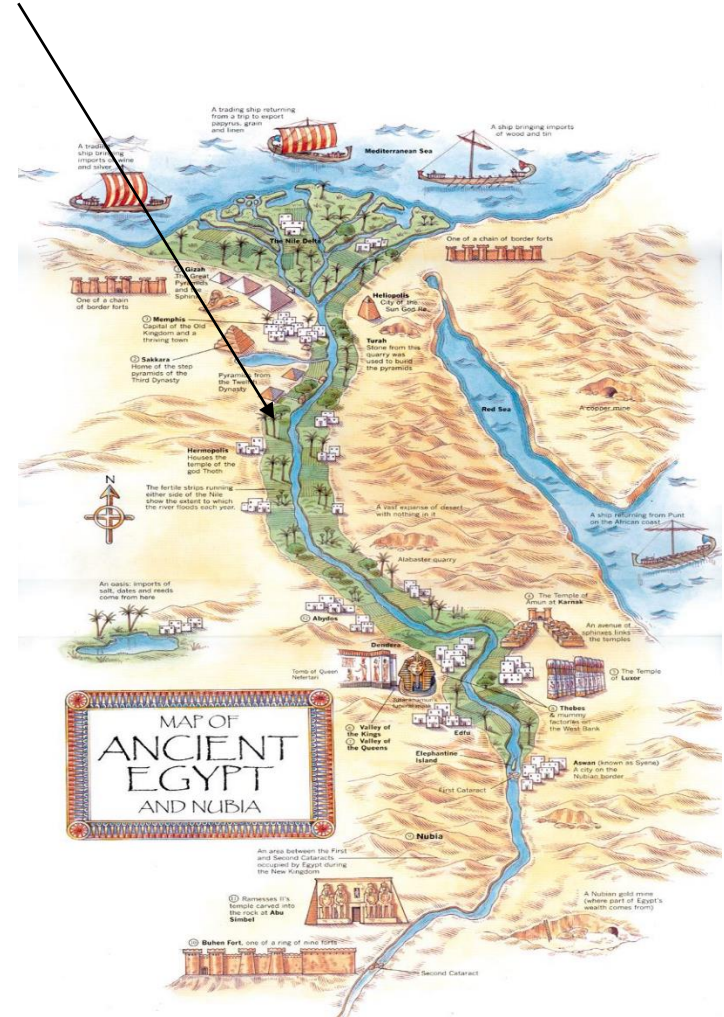 A trading ship returning
from a trip to export
papyrus, grain
and linen
A ship bringing imports
of wood and tin
Mediterranean Sea
A trading
ship bringing
imports of wine
and silver
One of a chain of border forts
The Nile Delta
Gizah
The Great
Pyramids
and the
Sphinx
One of a chain
of border forts
Heliopolis
City of the
Sun God Re
1 Memphis
Capital of the Old
Kingdom and a
thriving town
Turah
Stone from this
quarry was
used to build
the pyramids
2 Sakkara
Home of the step
pyramids of the
Third Dynasty
Pyramids from
the Twelfth
Dynasty
Red Sea
A copper mine
Hermopolis
Houses the
temple of the
god Thoth
N
The fertile strips running
either side of the Nile
show the extent to which
the river floods each year.
A vast expanse of desert
with nothing in it
A ship returning from Punt
on the African coast
Alabaster quarry
An oasis: imports of
salt, dates and reeds
come from here
4 The Temple of
Amun at Karnak
Abydos
An avenue of
sphinxes links
the temples
Dendera
Tomb of Queen
Nefertari
5 The Temple
of Luxor
8 Thebes
& mummy
factories on
the West Bank
6 Valley of
the Kings
7 Valley of
the Queens
Edfu
Elephantine
Island
MAP OF
ANCIENT
EGYPT
AND NUBIA
Aswan (known as Syene)
A city on the
Nubian border
First Cataract
9 Nubia
An area between the First
and Second Cataracts
occupied by Egypt during
the New Kingdom
Ramesses II's
temple carved into
the rock at Abu
Simbel
A Nubian gold mine
(where part of Egypt's
wealth comes from)
10 Buhen Fort, one of a ring of nine forts
Second Cataract